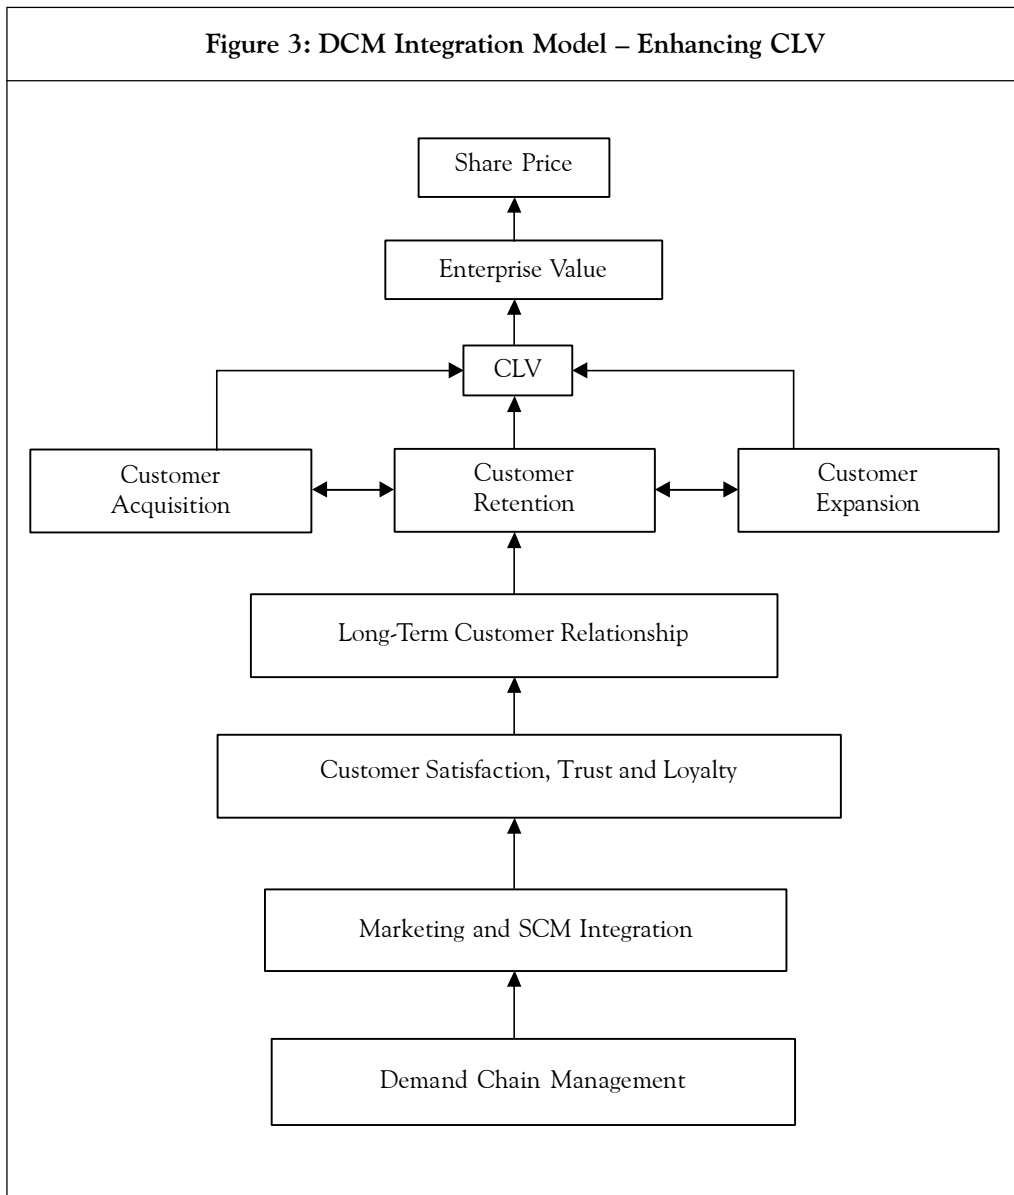 Figure 3: DCM Integration Model – Enhancing CLV
Share Price
Enterprise Value
CLV
Customer
Acquisition
Customer
Retention
Customer
Expansion
Long-Term Customer Relationship
Customer Satisfaction, Trust and Loyalty
Marketing and SCM Integration
Demand Chain Management